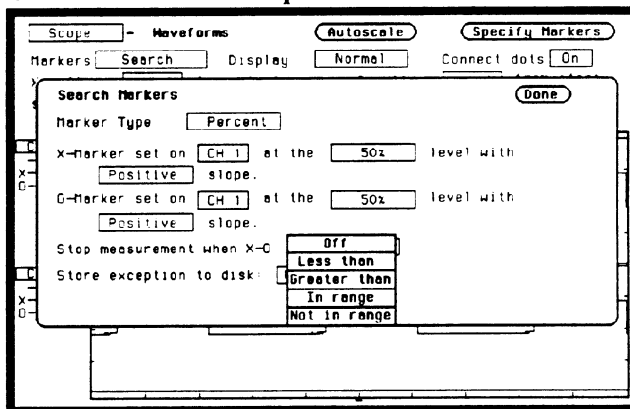 Scope - Waveforms Autoscale Specify Markers
Markers Search Display Normal Connect dots On
Search Markers Done
Marker Type Percent
X-Marker set on CH 1 at the 50% level with
Positive slope.
O-Marker set on CH 1 at the 50% level with
Positive slope.
Stop measurement when X-O Off
Less than
Store exception to disk: Greater than
In range
Not in range
X-
O-
X-
O-